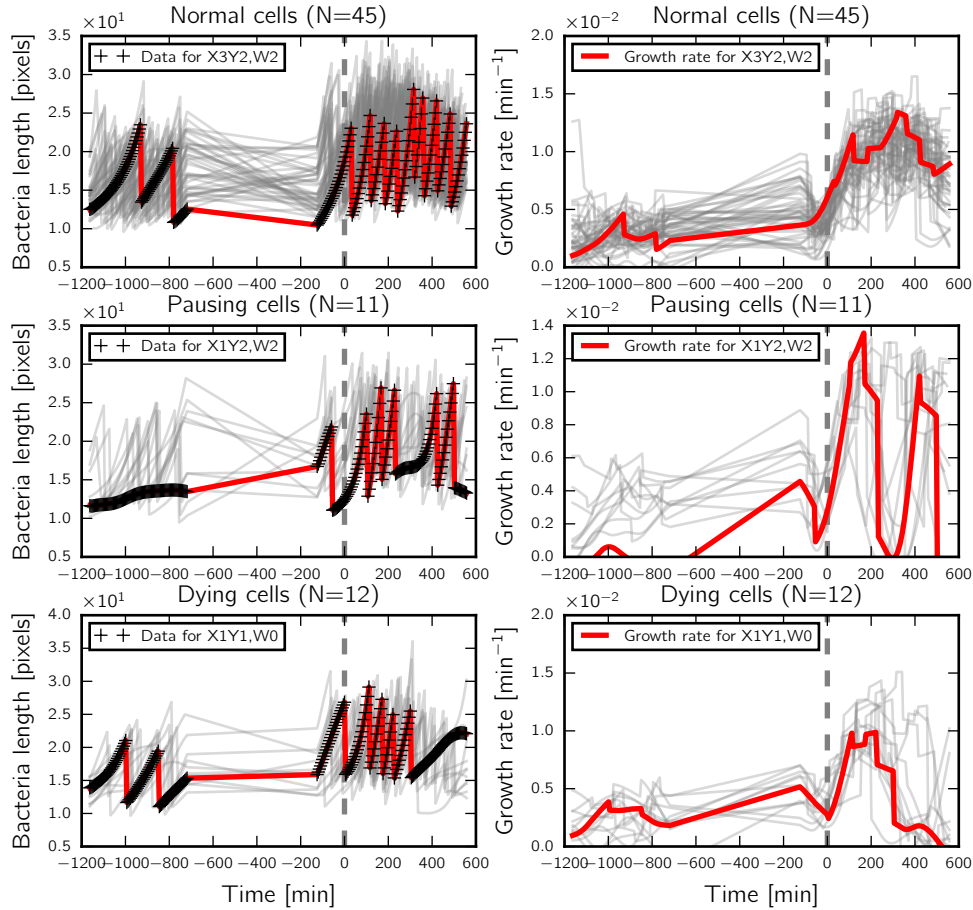 Normal cells (N=45)
×10¹
Data for X3Y2,W2
Bacteria length [pixels]
3.5
3.0
2.5
2.0
1.5
1.0
0.5
−1200 −1000 −800 −600 −400 −200 0 200 400 600
Normal cells (N=45)
×10⁻²
Growth rate for X3Y2,W2
Growth rate [min⁻¹]
2.0
1.5
1.0
0.5
0.0
−1200 −1000 −800 −600 −400 −200 0 200 400 600
Pausing cells (N=11)
×10¹
Data for X1Y2,W2
Bacteria length [pixels]
3.5
3.0
2.5
2.0
1.5
1.0
0.5
−1200 −1000 −800 −600 −400 −200 0 200 400 600
Pausing cells (N=11)
×10⁻²
Growth rate for X1Y2,W2
Growth rate [min⁻¹]
1.4
1.2
1.0
0.8
0.6
0.4
0.2
0.0
−1200 −1000 −800 −600 −400 −200 0 200 400 600
Dying cells (N=12)
×10¹
Data for X1Y1,W0
Bacteria length [pixels]
4.0
3.5
3.0
2.5
2.0
1.5
1.0
0.5
−1200 −1000 −800 −600 −400 −200 0 200 400 600
Time [min]
Dying cells (N=12)
×10⁻²
Growth rate for X1Y1,W0
Growth rate [min⁻¹]
2.0
1.5
1.0
0.5
0.0
−1200 −1000 −800 −600 −400 −200 0 200 400 600
Time [min]